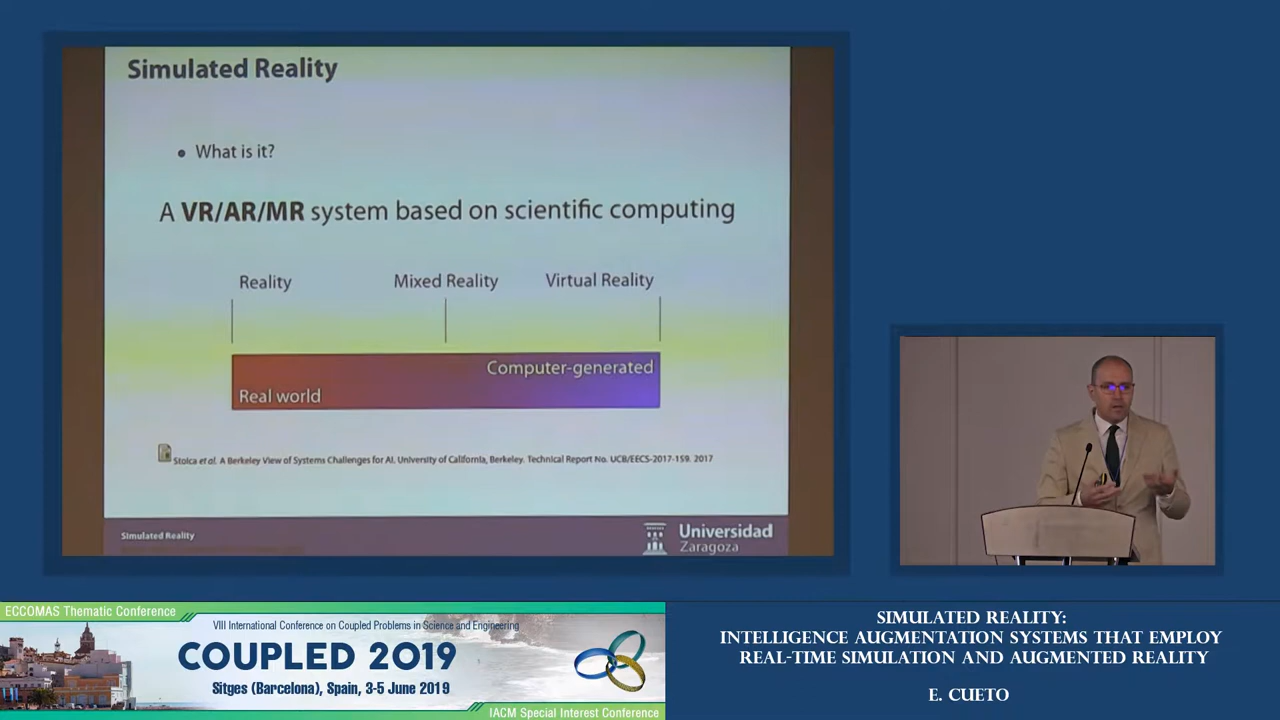 Simulated Reality
• What is it?
A VR/AR/MR system based on scientific computing
Reality
Mixed Reality
Virtual Reality
Computer-generated
Real world
Stoica et al. A Berkeley View of Systems Challenges for AI. University of California, Berkeley. Technical Report No. UCB/EECS-2017-159. 2017
Simulated Reality
Universidad
Zaragoza
ECCOMAS Thematic Conference
VIII International Conference on Coupled Problems in Science and Engineering
COUPLED 2019
Sitges (Barcelona), Spain, 3-5 June 2019
IACM Special Interest Conference
SIMULATED REALITY:
INTELLIGENCE AUGMENTATION SYSTEMS THAT EMPLOY
REAL-TIME SIMULATION AND AUGMENTED REALITY
E. CUETO